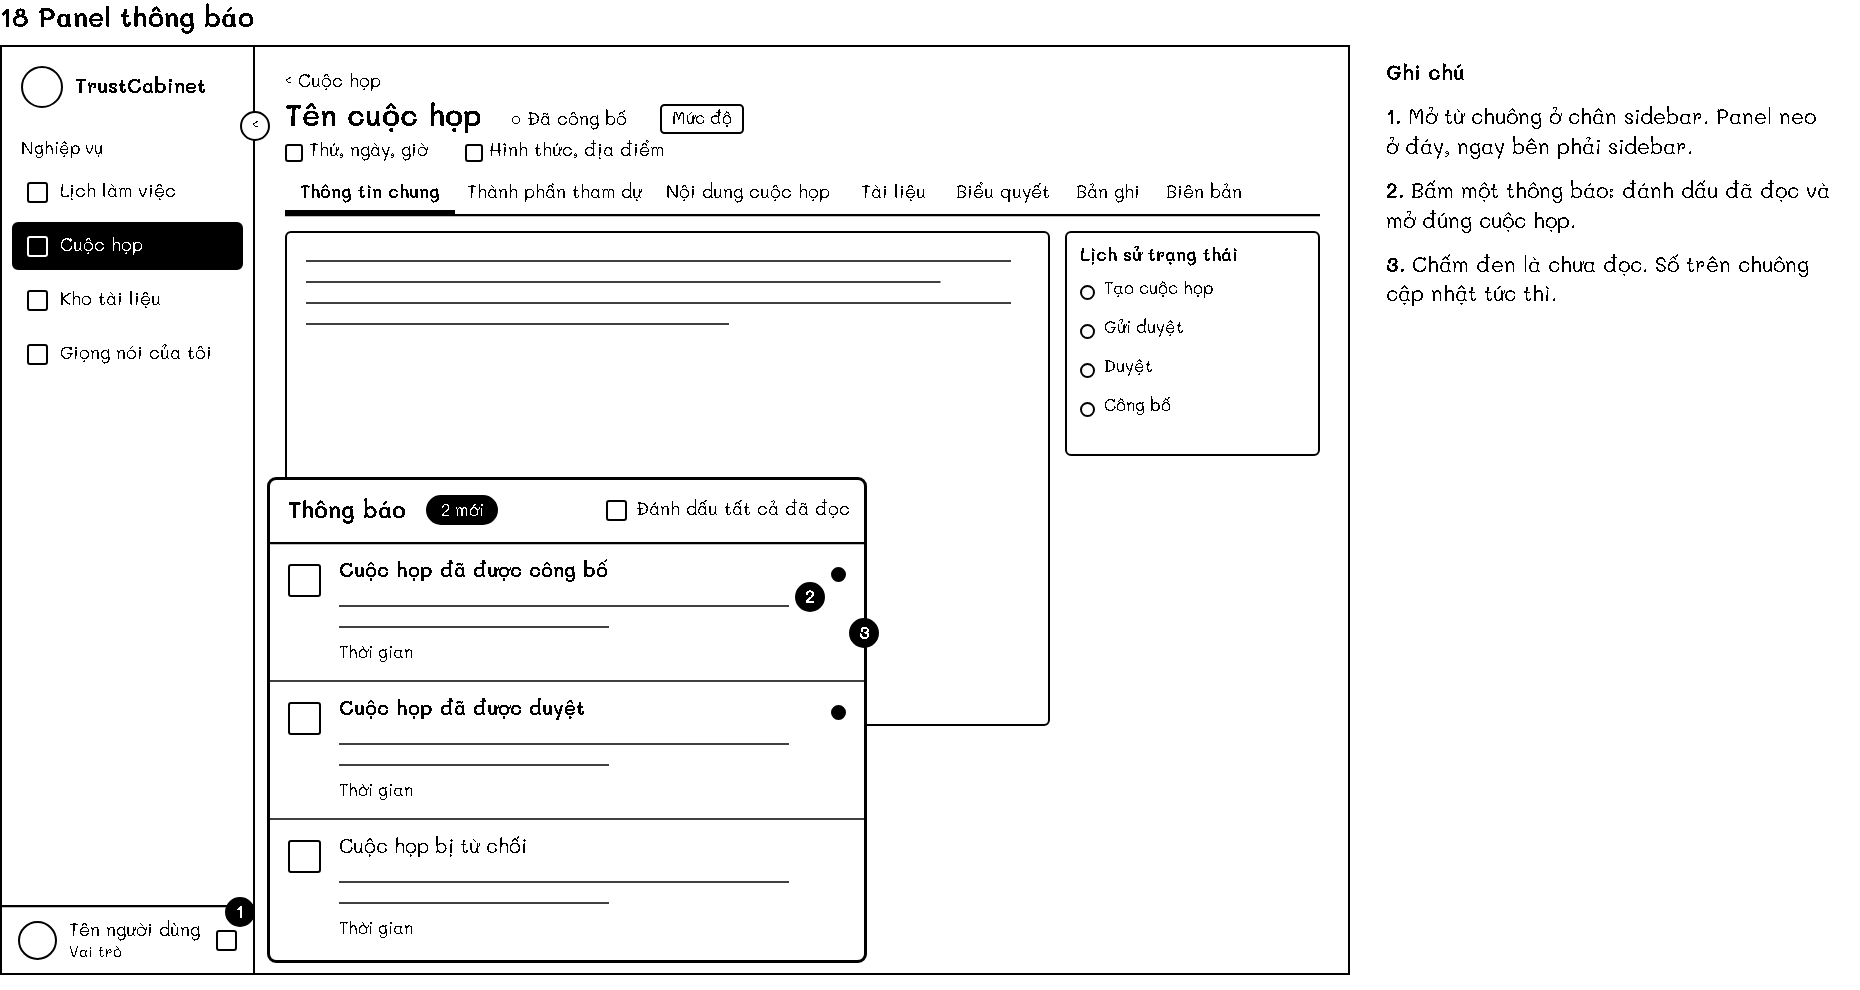 18 Panel thông báo
TrustCabinet
<
Nghiệp vụ
Lịch làm việc
Cuộc họp
Kho tài liệu
Giọng nói của tôi
1
Tên người dùng
Vai trò
< Cuộc họp
Tên cuộc họp Đã công bố Mức độ
Thứ, ngày, giờ Hình thức, địa điểm
Thông tin chung Thành phần tham dự Nội dung cuộc họp Tài liệu Biểu quyết Bản ghi Biên bản
Lịch sử trạng thái
Tạo cuộc họp
Gửi duyệt
Duyệt
Công bố
Thông báo 2 mới Đánh dấu tất cả đã đọc
Cuộc họp đã được công bố
2
3
Thời gian
Cuộc họp đã được duyệt
Thời gian
Cuộc họp bị từ chối
Thời gian
Ghi chú
1. Mở từ chuông ở chân sidebar. Panel neo
ở đáy, ngay bên phải sidebar.
2. Bấm một thông báo: đánh dấu đã đọc và
mở đúng cuộc họp.
3. Chấm đen là chưa đọc. Số trên chuông
cập nhật tức thì.